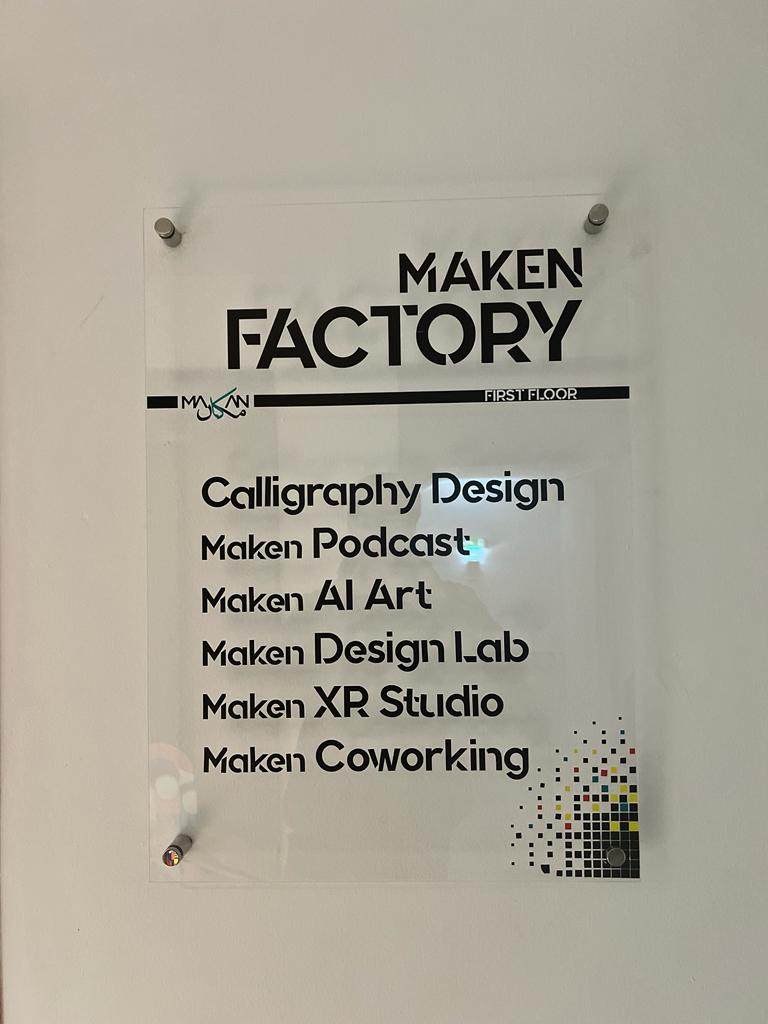 MAKEN
FACTORY
MAKAN مكان
FIRST FLOOR
Calligraphy Design
Maken Podcast
Maken AI Art
Maken Design Lab
Maken XR Studio
Maken Coworking